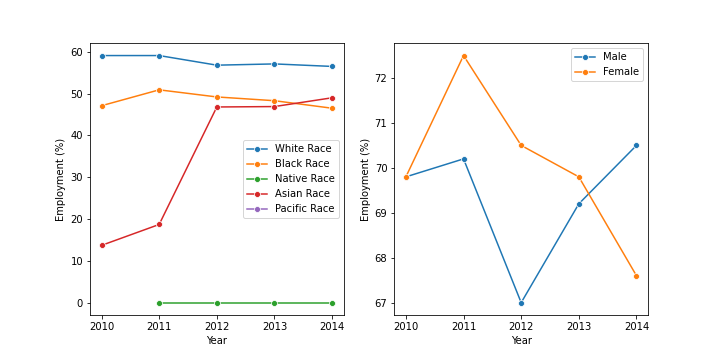 60
50
40
30
20
10
0
Employment (%)
2010 2011 2012 2013 2014
Year
White Race
Black Race
Native Race
Asian Race
Pacific Race
72
71
70
69
68
67
Employment (%)
2010 2011 2012 2013 2014
Year
Male
Female